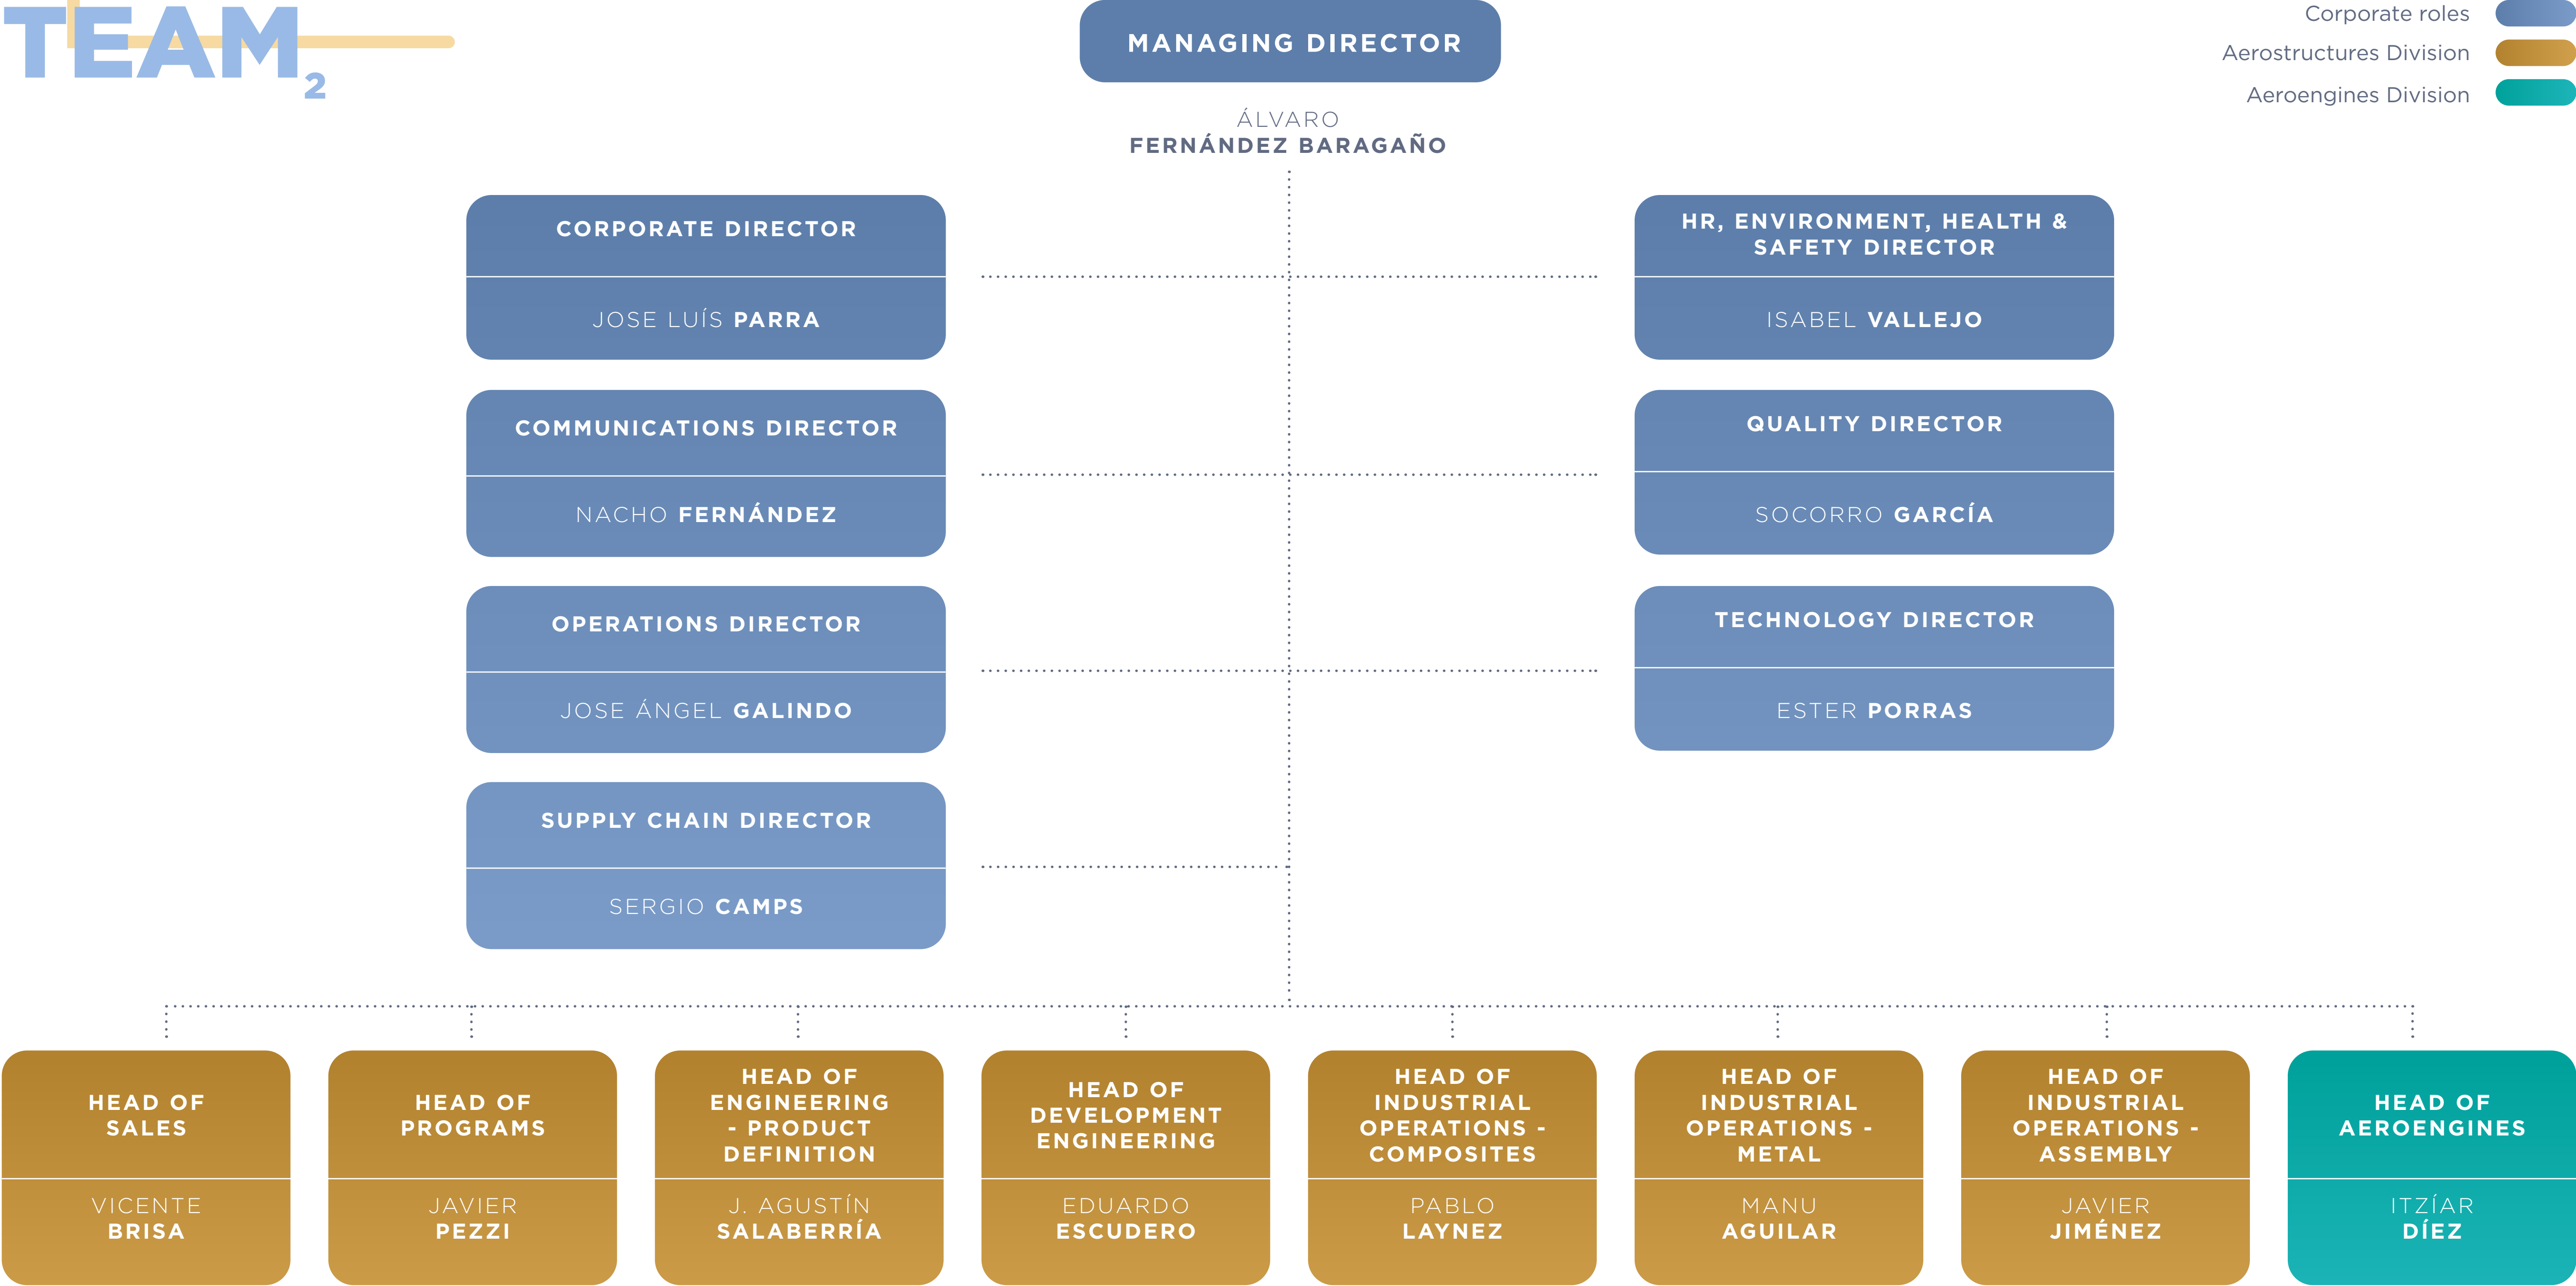 TEAM
2
MANAGING DIRECTOR
ÁLVARO
FERNÁNDEZ BARAGAÑO
Corporate roles
Aerostructures Division
Aeroengines Division
CORPORATE DIRECTOR
JOSE LUÍS PARRA
HR, ENVIRONMENT, HEALTH &
SAFETY DIRECTOR
ISABEL VALLEJO
COMMUNICATIONS DIRECTOR
NACHO FERNÁNDEZ
QUALITY DIRECTOR
SOCORRO GARCÍA
OPERATIONS DIRECTOR
JOSE ÁNGEL GALINDO
TECHNOLOGY DIRECTOR
ESTER PORRAS
SUPPLY CHAIN DIRECTOR
SERGIO CAMPS
HEAD OF
SALES
VICENTE
BRISA
HEAD OF
PROGRAMS
JAVIER
PEZZI
HEAD OF
ENGINEERING
- PRODUCT
DEFINITION
J. AGUSTÍN
SALABERRÍA
HEAD OF
DEVELOPMENT
ENGINEERING
EDUARDO
ESCUDERO
HEAD OF
INDUSTRIAL
OPERATIONS -
COMPOSITES
PABLO
LAYNEZ
HEAD OF
INDUSTRIAL
OPERATIONS -
METAL
MANU
AGUILAR
HEAD OF
INDUSTRIAL
OPERATIONS -
ASSEMBLY
JAVIER
JIMÉNEZ
HEAD OF
AEROENGINES
ITZÍAR
DÍEZ